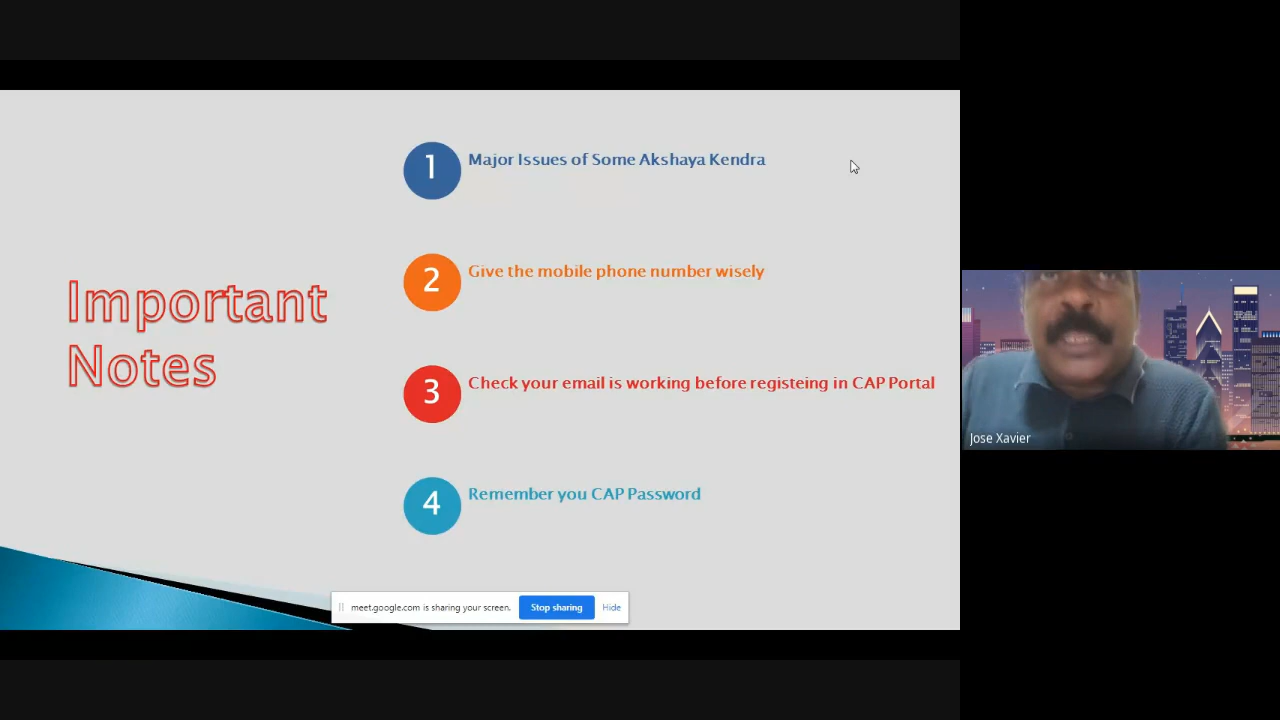 Important
Notes
1
Major Issues of Some Akshaya Kendra
2
Give the mobile phone number wisely
3
Check your email is working before registeing in CAP Portal
4
Remember you CAP Password
meet.google.com is sharing your screen.
Stop sharing
Hide
Jose Xavier